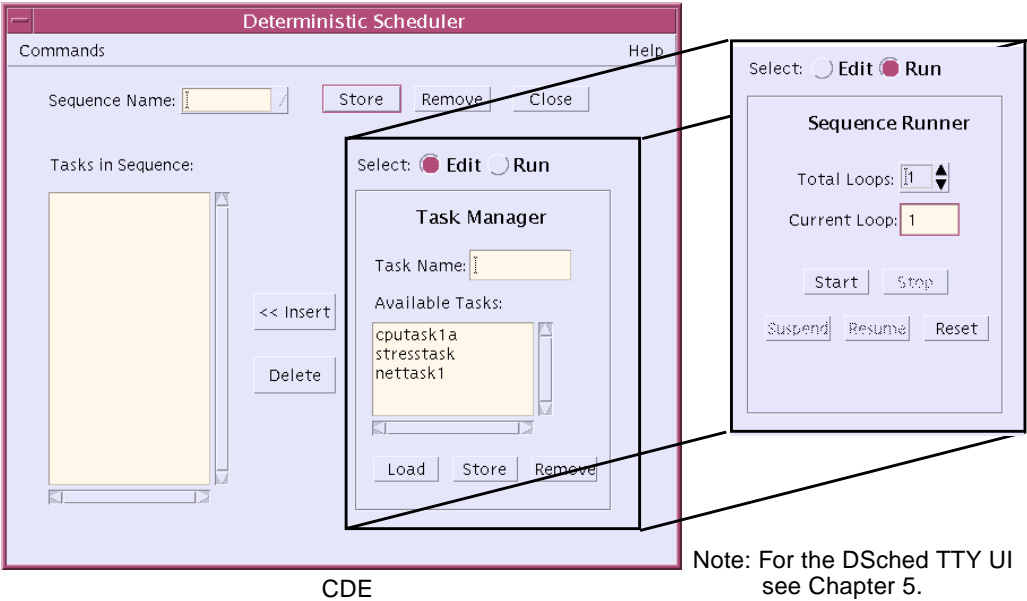 Deterministic Scheduler
Commands Help
Sequence Name: Store Remove Close
Tasks in Sequence:
<< Insert
Delete
Select: Edit Run
Task Manager
Task Name:
Available Tasks:
cputask1a
stresstask
nettask1
Load Store Remove
Select: Edit Run
Sequence Runner
Total Loops: 1
Current Loop: 1
Start Stop
Suspend Resume Reset
CDE
Note: For the DSched TTY UI
see Chapter 5.